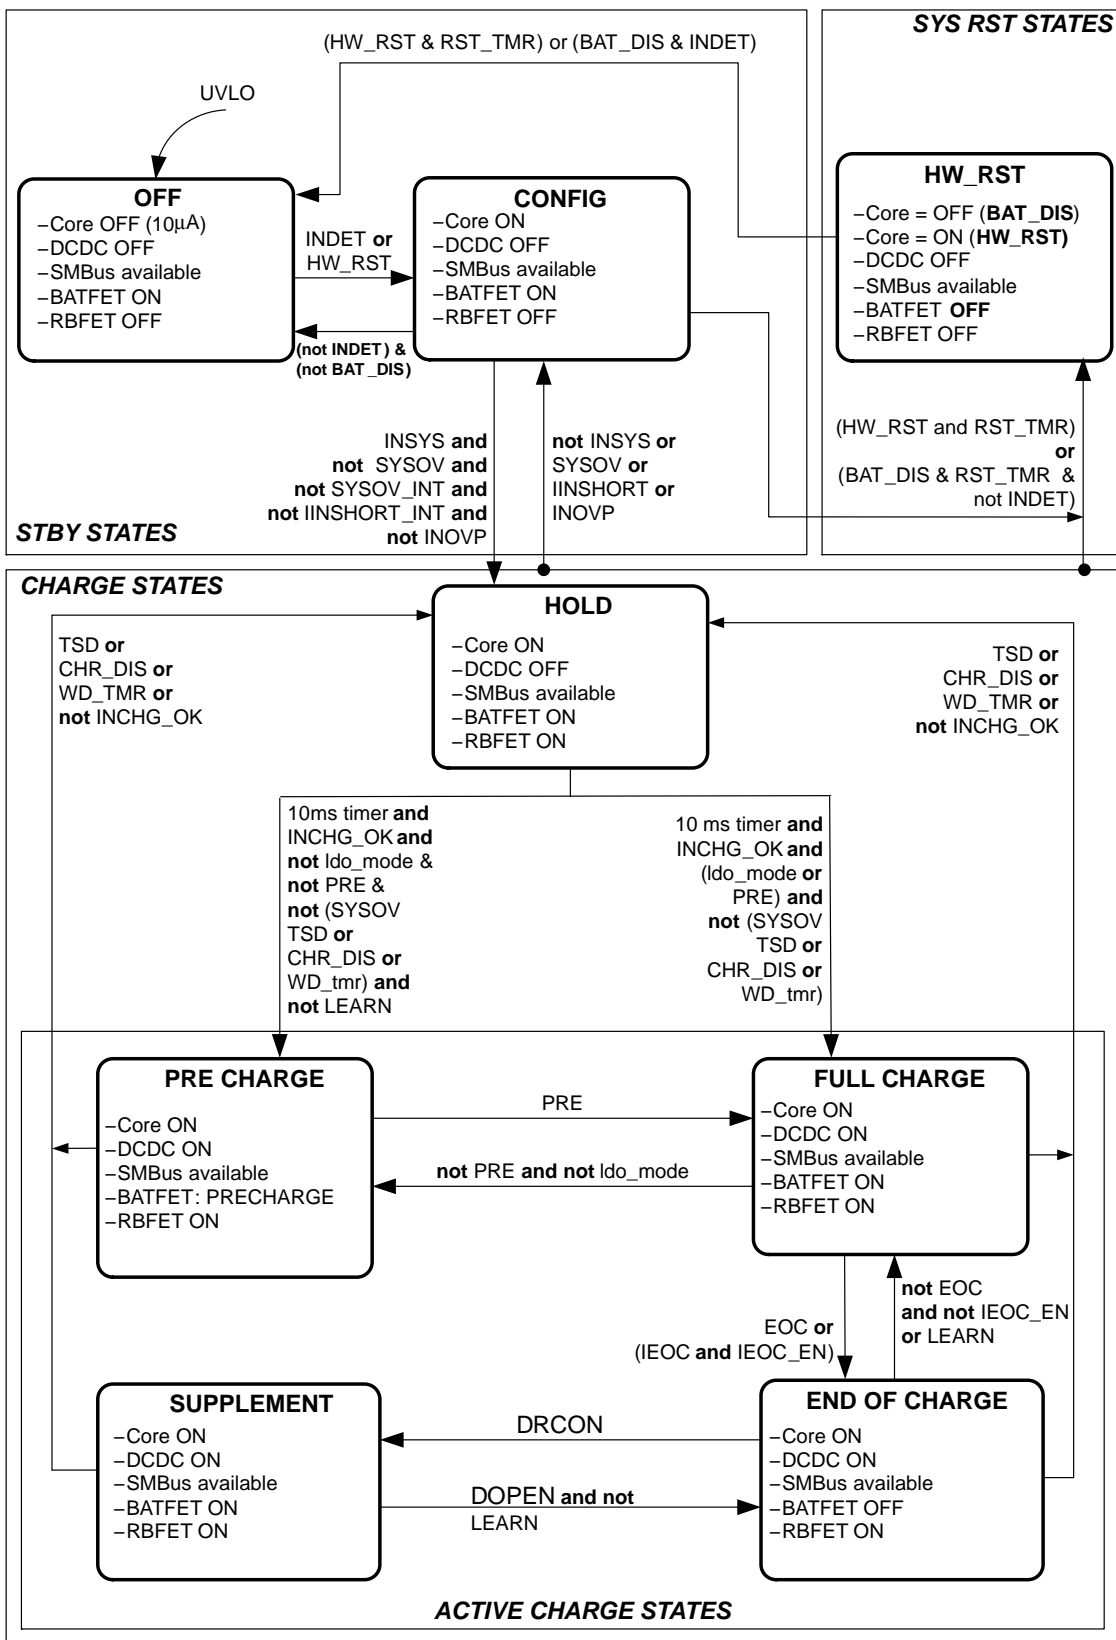 SYS RST STATES
(HW_RST & RST_TMR) or (BAT_DIS & INDET)
UVLO
OFF
–Core OFF (10μA)
–DCDC OFF
–SMBus available
–BATFET ON
–RBFET OFF
INDET or
HW_RST
(not INDET) &
(not BAT_DIS)
CONFIG
–Core ON
–DCDC OFF
–SMBus available
–BATFET ON
–RBFET OFF
HW_RST
–Core = OFF (BAT_DIS)
–Core = ON (HW_RST)
–DCDC OFF
–SMBus available
–BATFET OFF
–RBFET OFF
INSYS and
not SYSOV and
not SYSOV_INT and
not IINSHORT_INT and
not INOVP
not INSYS or
SYSOV or
IINSHORT or
INOVP
(HW_RST and RST_TMR)
or
(BAT_DIS & RST_TMR &
not INDET)
STBY STATES
CHARGE STATES
HOLD
–Core ON
–DCDC OFF
–SMBus available
–BATFET ON
–RBFET ON
TSD or
CHR_DIS or
WD_TMR or
not INCHG_OK
TSD or
CHR_DIS or
WD_TMR or
not INCHG_OK
10ms timer and
INCHG_OK and
not ldo_mode &
not PRE &
not (SYSOV
TSD or
CHR_DIS or
WD_tmr) and
not LEARN
10 ms timer and
INCHG_OK and
(ldo_mode or
PRE) and
not (SYSOV
TSD or
CHR_DIS or
WD_tmr)
PRE CHARGE
–Core ON
–DCDC ON
–SMBus available
–BATFET: PRECHARGE
–RBFET ON
PRE
not PRE and not ldo_mode
FULL CHARGE
–Core ON
–DCDC ON
–SMBus available
–BATFET ON
–RBFET ON
EOC or
(IEOC and IEOC_EN)
not EOC
and not IEOC_EN
or LEARN
SUPPLEMENT
–Core ON
–DCDC ON
–SMBus available
–BATFET ON
–RBFET ON
DRCON
DOPEN and not
LEARN
END OF CHARGE
–Core ON
–DCDC ON
–SMBus available
–BATFET OFF
–RBFET ON
ACTIVE CHARGE STATES